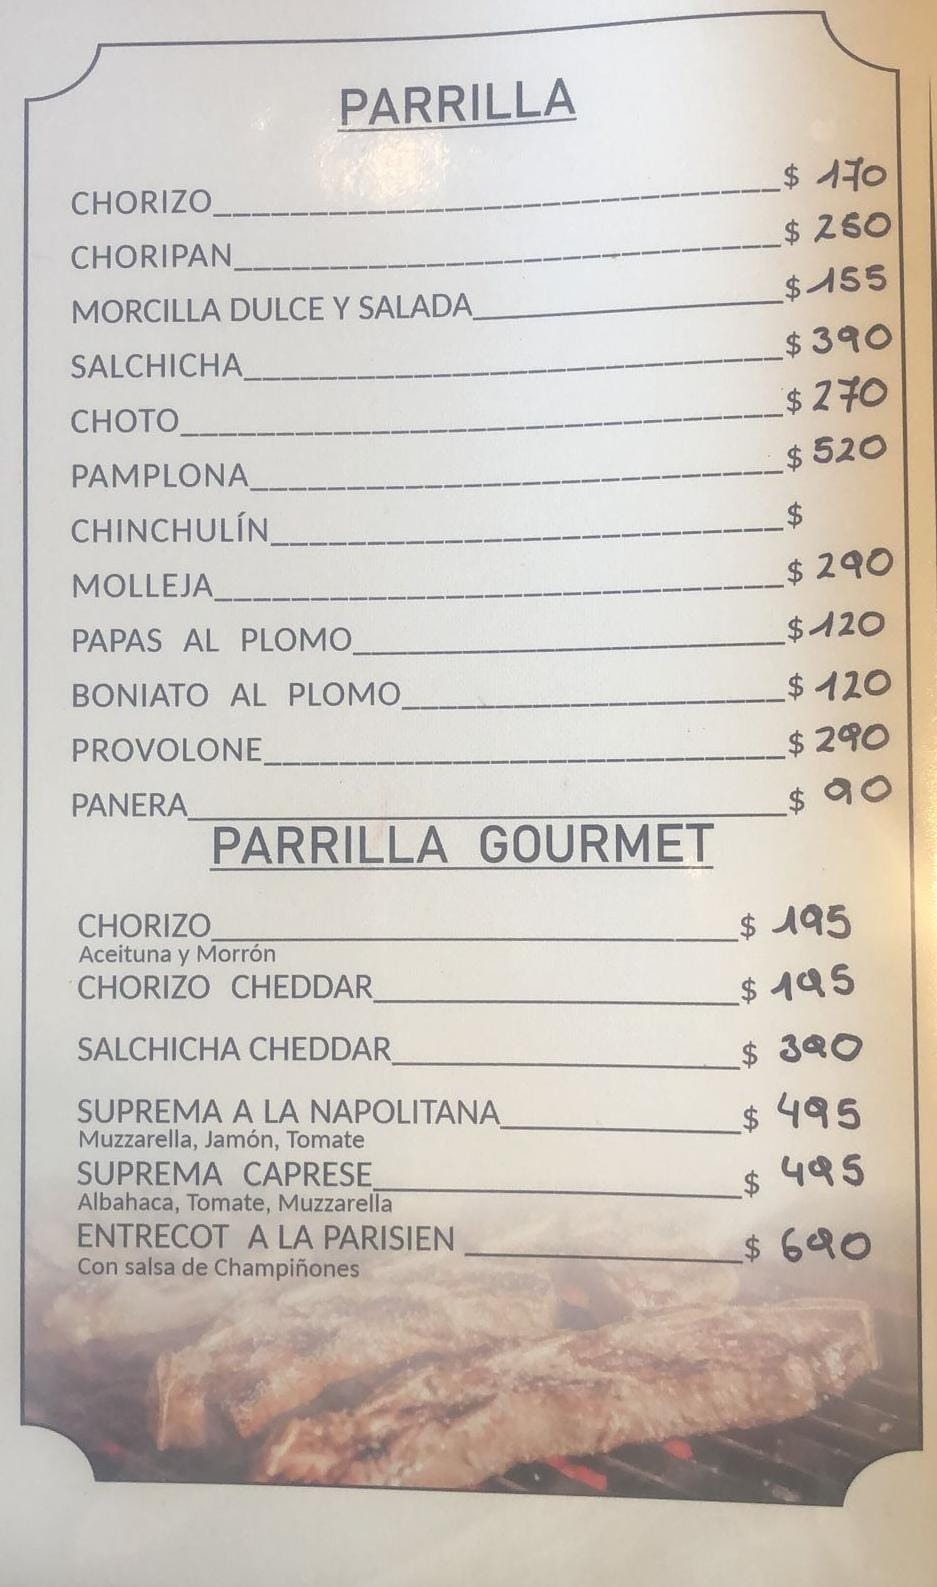 PARRILLA
CHORIZO $ 170
CHORIPAN $ 250
MORCILLA DULCE Y SALADA $ 155
SALCHICHA $ 390
CHOTO $ 270
PAMPLONA $ 520
CHINCHULÍN $
MOLLEJA $ 290
PAPAS AL PLOMO $ 120
BONIATO AL PLOMO $ 120
PROVOLONE $ 290
PANERA $ 90
PARRILLA GOURMET
CHORIZO $ 195
Aceituna y Morrón
CHORIZO CHEDDAR $ 195
SALCHICHA CHEDDAR $ 390
SUPREMA A LA NAPOLITANA $ 495
Muzzarella, Jamón, Tomate
SUPREMA CAPRESE $ 495
Albahaca, Tomate, Muzzarella
ENTRECOT A LA PARISIEN $ 690
Con salsa de Champiñones